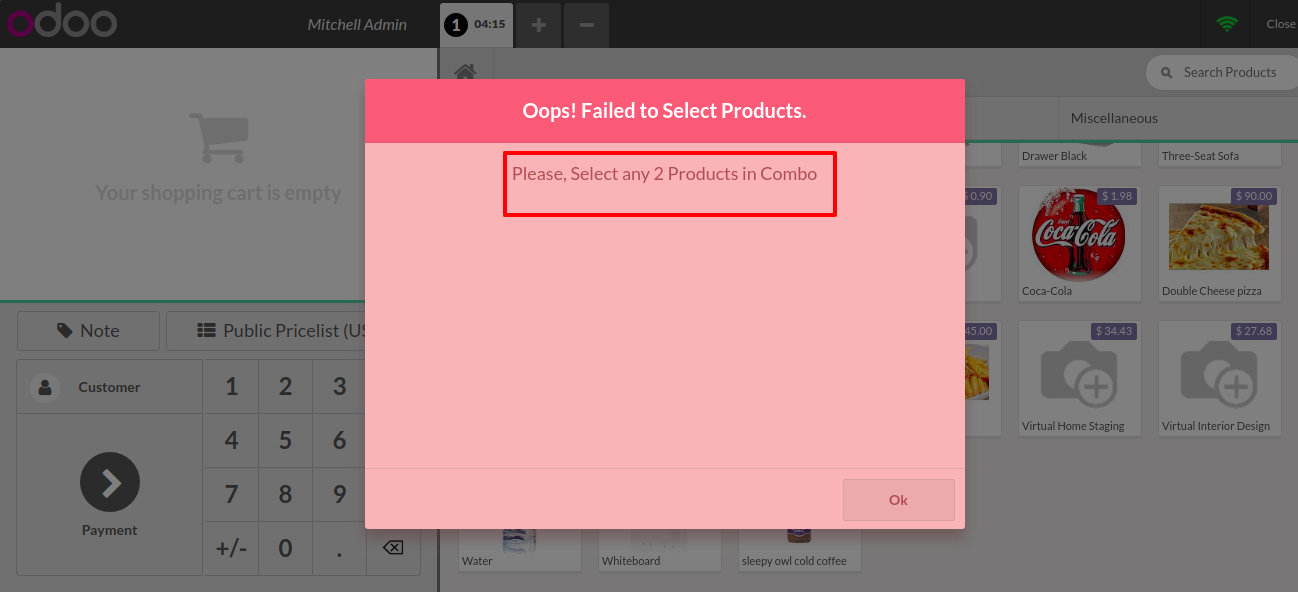 odoo
Mitchell Admin
1 04:15
+
−
Close
Search Products
Miscellaneous
Oops! Failed to Select Products.
Please, Select any 2 Products in Combo
Ok
Your shopping cart is empty
Drawer Black
Three-Seat Sofa
0.90
$ 1.98
$ 90.00
Coca-Cola
Coca-Cola
Double Cheese pizza
45.00
$ 34.43
$ 27.68
Virtual Home Staging
Virtual Interior Design
Note
Public Pricelist (US
Customer
1 2 3
4 5 6
7 8 9
+/- 0 .
Payment
Water
Whiteboard
sleepy owl cold coffee